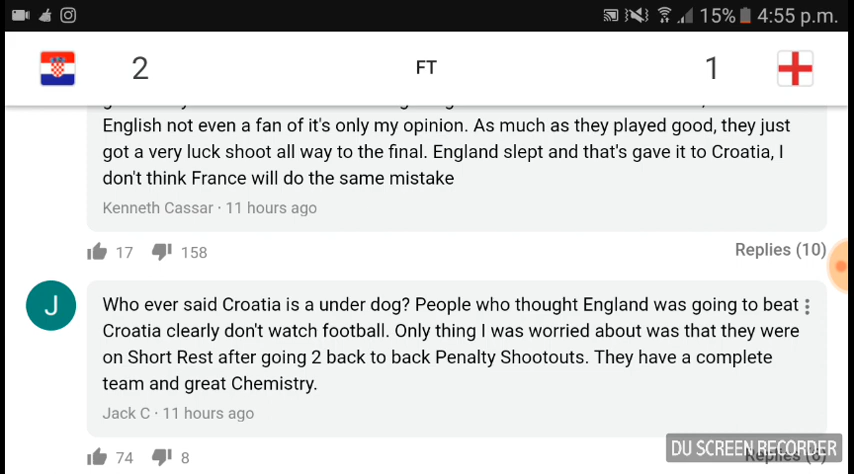 15% 4:55 p.m.
2 FT 1
English not even a fan of it's only my opinion. As much as they played good, they just
got a very luck shoot all way to the final. England slept and that's gave it to Croatia, I
don't think France will do the same mistake
Kenneth Cassar · 11 hours ago
17 158 Replies (10)
J
Who ever said Croatia is a under dog? People who thought England was going to beat
Croatia clearly don't watch football. Only thing I was worried about was that they were
on Short Rest after going 2 back to back Penalty Shootouts. They have a complete
team and great Chemistry.
Jack C · 11 hours ago
DU SCREEN RECORDER
74 8 Replies